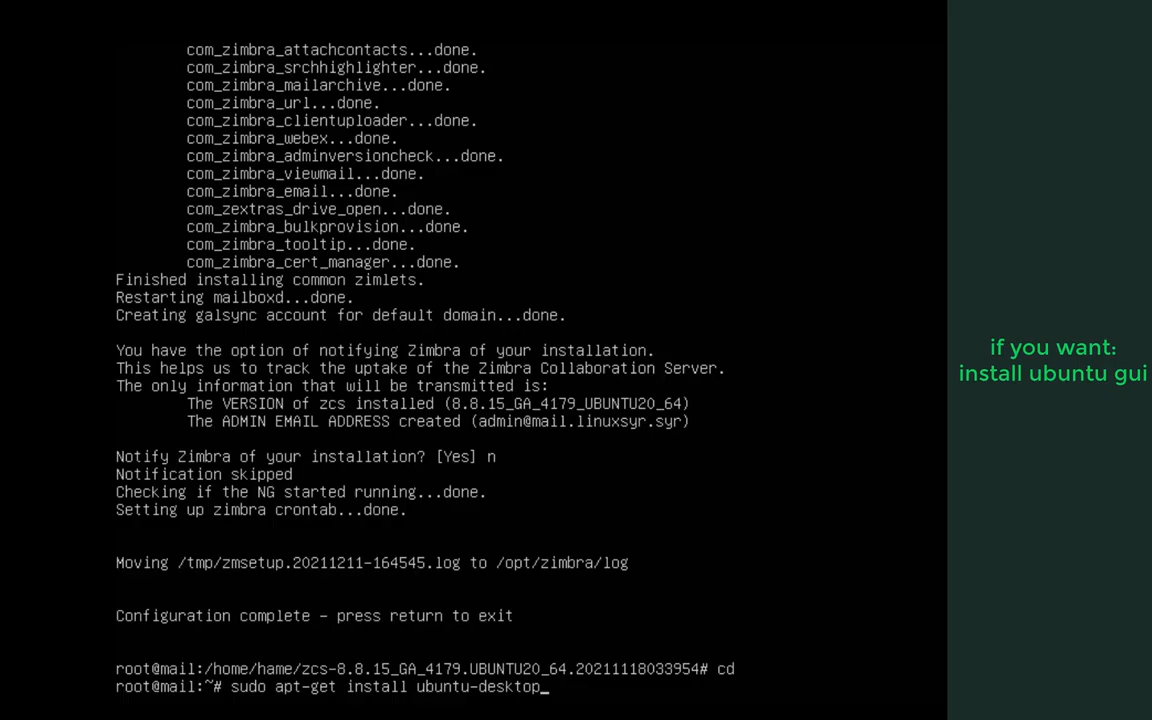 com_zimbra_attachcontacts...done.
com_zimbra_srchhighlighter...done.
com_zimbra_mailarchive...done.
com_zimbra_url...done.
com_zimbra_clientuploader...done.
com_zimbra_webex...done.
com_zimbra_adminversioncheck...done.
com_zimbra_viewmail...done.
com_zimbra_email...done.
com_zextras_drive_open...done.
com_zimbra_bulkprovision...done.
com_zimbra_tooltip...done.
com_zimbra_cert_manager...done.
Finished installing common zimlets.
Restarting mailboxd...done.
Creating galsync account for default domain...done.
You have the option of notifying Zimbra of your installation.
This helps us to track the uptake of the Zimbra Collaboration Server.
The only information that will be transmitted is:
The VERSION of zcs installed (8.8.15_GA_4179_UBUNTU20_64)
The ADMIN EMAIL ADDRESS created (admin@mail.linuxsyr.syr)
Notify Zimbra of your installation? [Yes] n
Notification skipped
Checking if the NG started running...done.
Setting up zimbra crontab...done.
Moving /tmp/zmsetup.20211211-164545.log to /opt/zimbra/log
Configuration complete - press return to exit
root@mail:/home/hame/zcs-8.8.15_GA_4179.UBUNTU20_64.20211118033954# cd
root@mail:~# sudo apt-get install ubuntu-desktop_
if you want:
install ubuntu gui